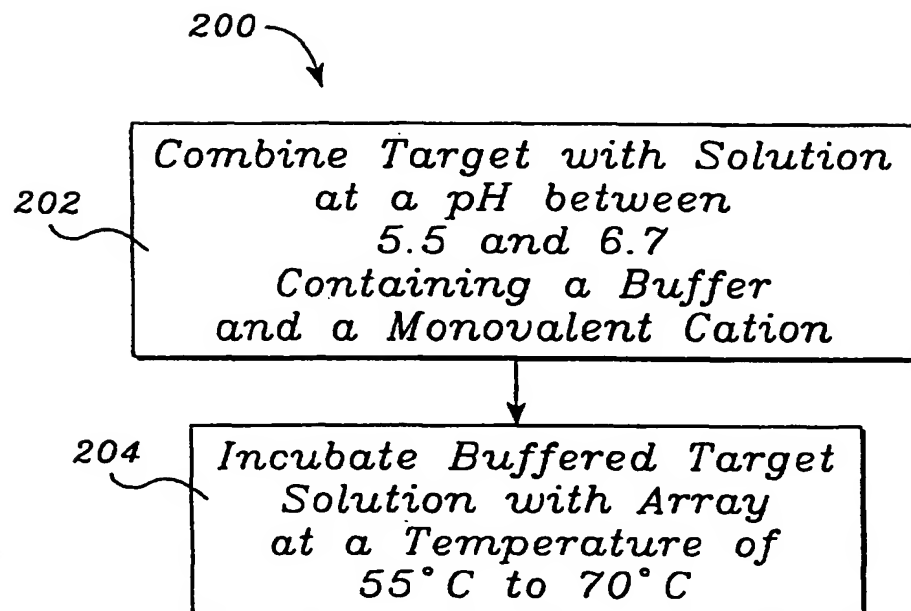 200
202
Combine Target with Solution
at a pH between
5.5 and 6.7
Containing a Buffer
and a Monovalent Cation
204
Incubate Buffered Target
Solution with Array
at a Temperature of
55°C to 70°C